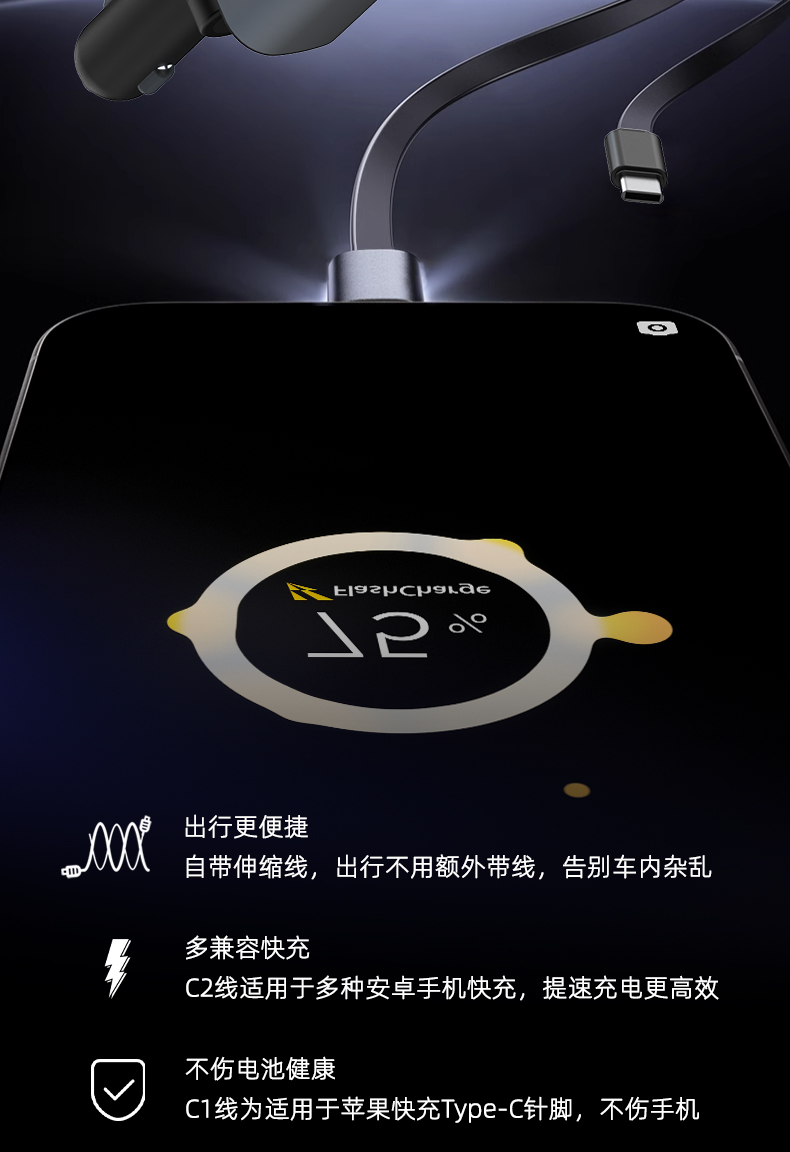 FlashCharge
75%
出行更便捷
自带伸缩线，出行不用额外带线，告别车内杂乱
多兼容快充
C2线适用于多种安卓手机快充，提速充电更高效
不伤电池健康
C1线为适用于苹果快充Type-C针脚，不伤手机